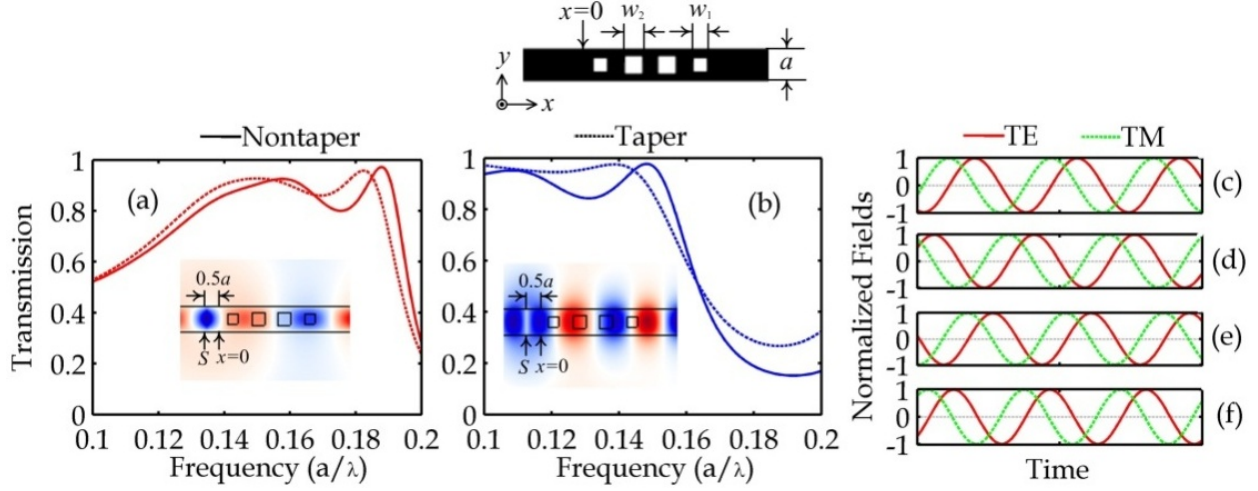 x=0 w₂ w₁
a
y
x
Nontaper
Taper
TE TM
Transmission
1
0.8
0.6
0.4
0.2
0
(a)
0.5a
S x=0
0.1 0.12 0.14 0.16 0.18 0.2
Frequency (a/λ)
1
0.8
0.6
0.4
0.2
0
(b)
0.5a
S x=0
0.1 0.12 0.14 0.16 0.18 0.2
Frequency (a/λ)
Normalized Fields
1
0
-1
(c)
1
0
-1
(d)
1
0
-1
(e)
1
0
-1
(f)
Time